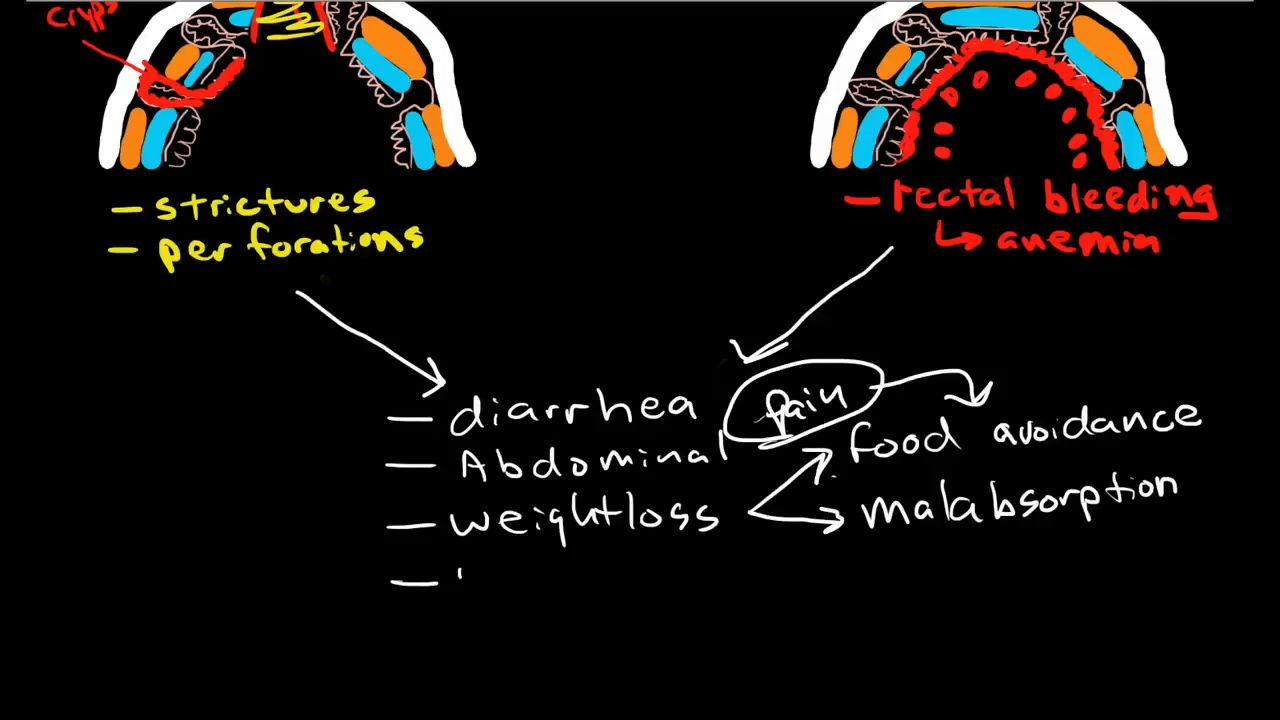 cryps
- strictures
- perforations
- rectal bleeding
↳ anemia
- diarrhea
- Abdominal pain → food avoidance
- weightloss → malabsorption
-